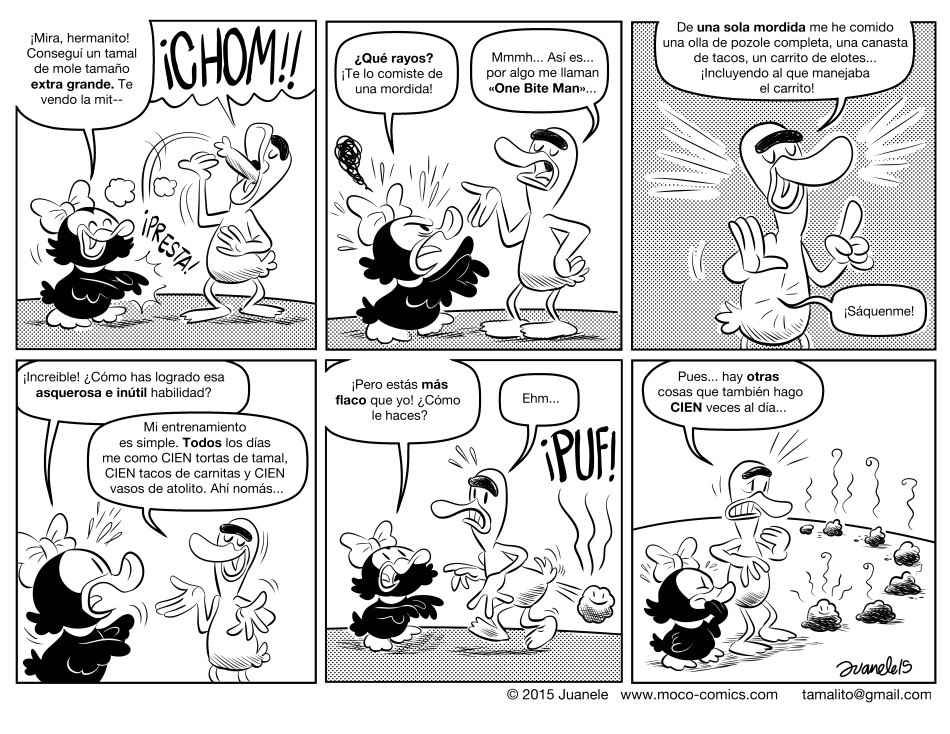 ¡Mira, hermanito!
Conseguí un tamal
de mole tamaño
extra grande. Te
vendo la mit--
¡CHOM!!
¡PRESTA!
¿Qué rayos?
¡Te lo comiste de
una mordida!
Mmmh... Así es...
por algo me llaman
«One Bite Man»...
De una sola mordida me he comido
una olla de pozole completa, una canasta
de tacos, un carrito de elotes...
¡Incluyendo al que manejaba
el carrito!
¡Sáquenme!
¡Increible! ¿Cómo has logrado esa
asquerosa e inútil habilidad?
Mi entrenamiento
es simple. Todos los días
me como CIEN tortas de tamal,
CIEN tacos de carnitas y CIEN
vasos de atolito. Ahí nomás...
¡Pero estás más
flaco que yo! ¿Cómo
le haces?
Ehm...
¡PUF!
Pues... hay otras
cosas que también hago
CIEN veces al día...
Juanele15
© 2015 Juanele www.moco-comics.com tamalito@gmail.com